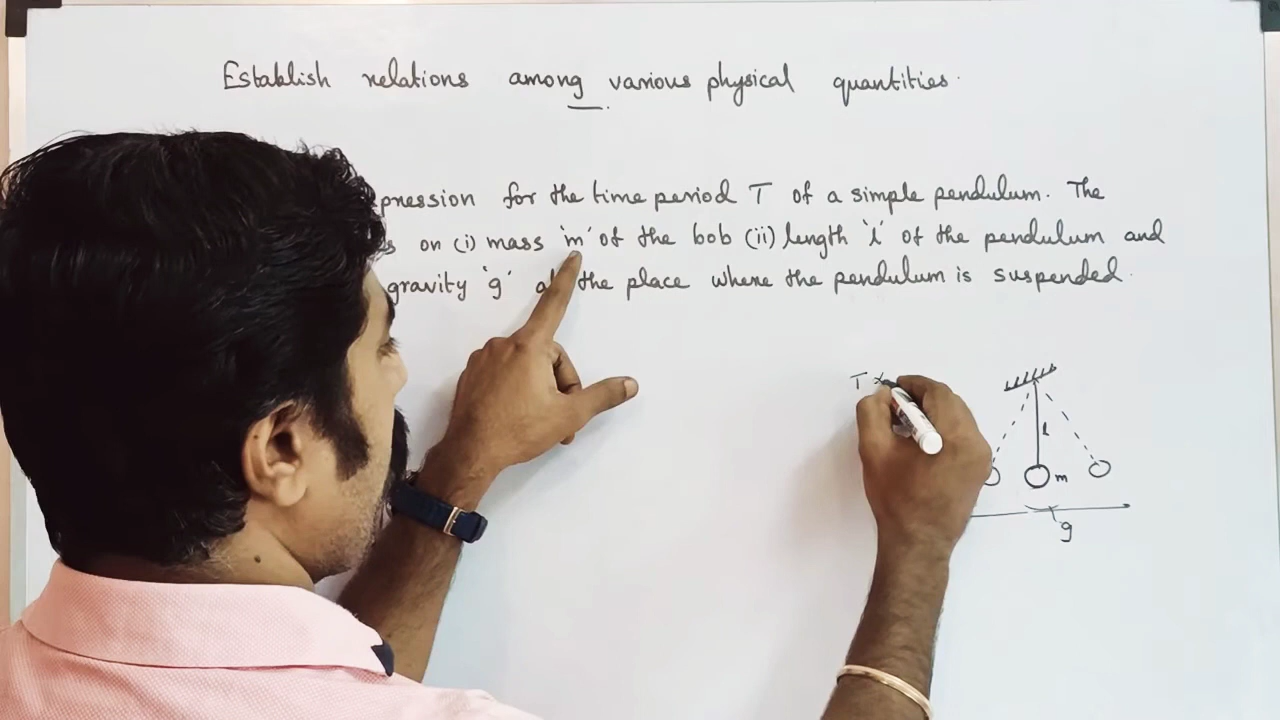 Establish relations among various physical quantities.
pression for the time period T of a simple pendulum. The
s on (i) mass 'm' of the bob (ii) length 'l' of the pendulum and
gravity 'g' the place where the pendulum is suspended.
T
l
m
g